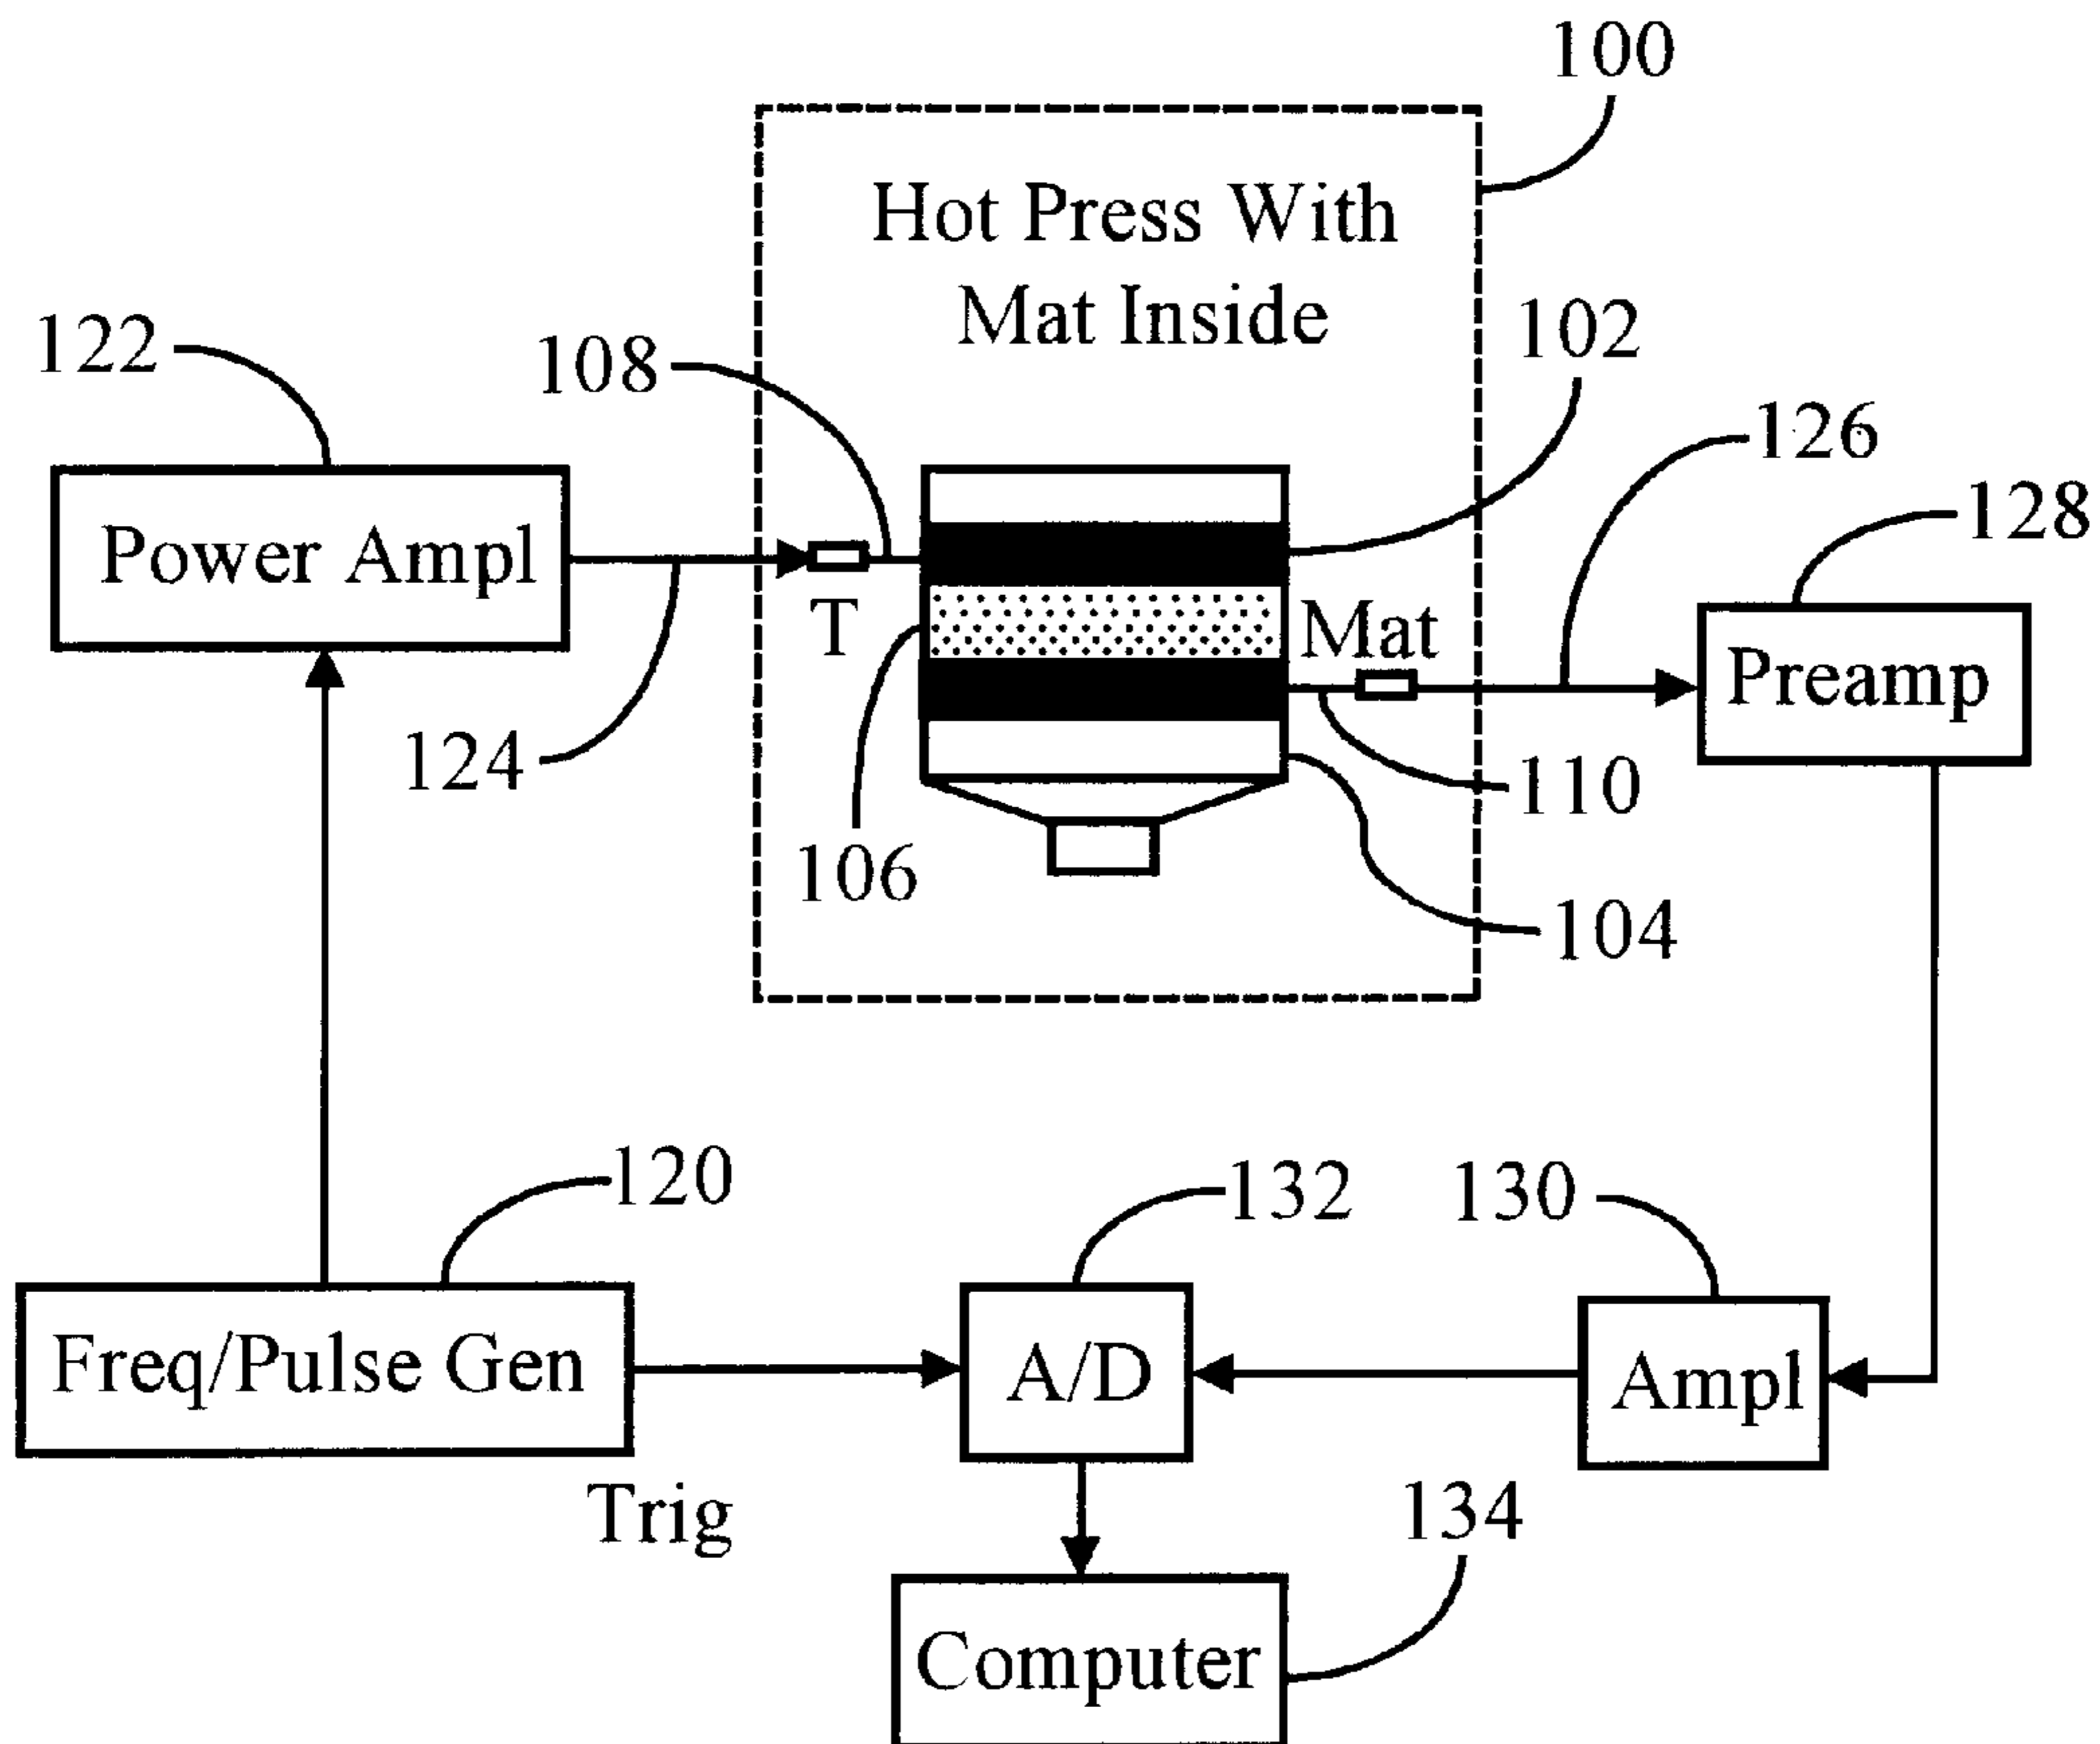 100
Hot Press With
Mat Inside
122
108
102
126
128
Power Ampl
T
Mat
Preamp
124
110
106
104
120
132
130
Freq/Pulse Gen
A/D
Ampl
Trig
134
Computer